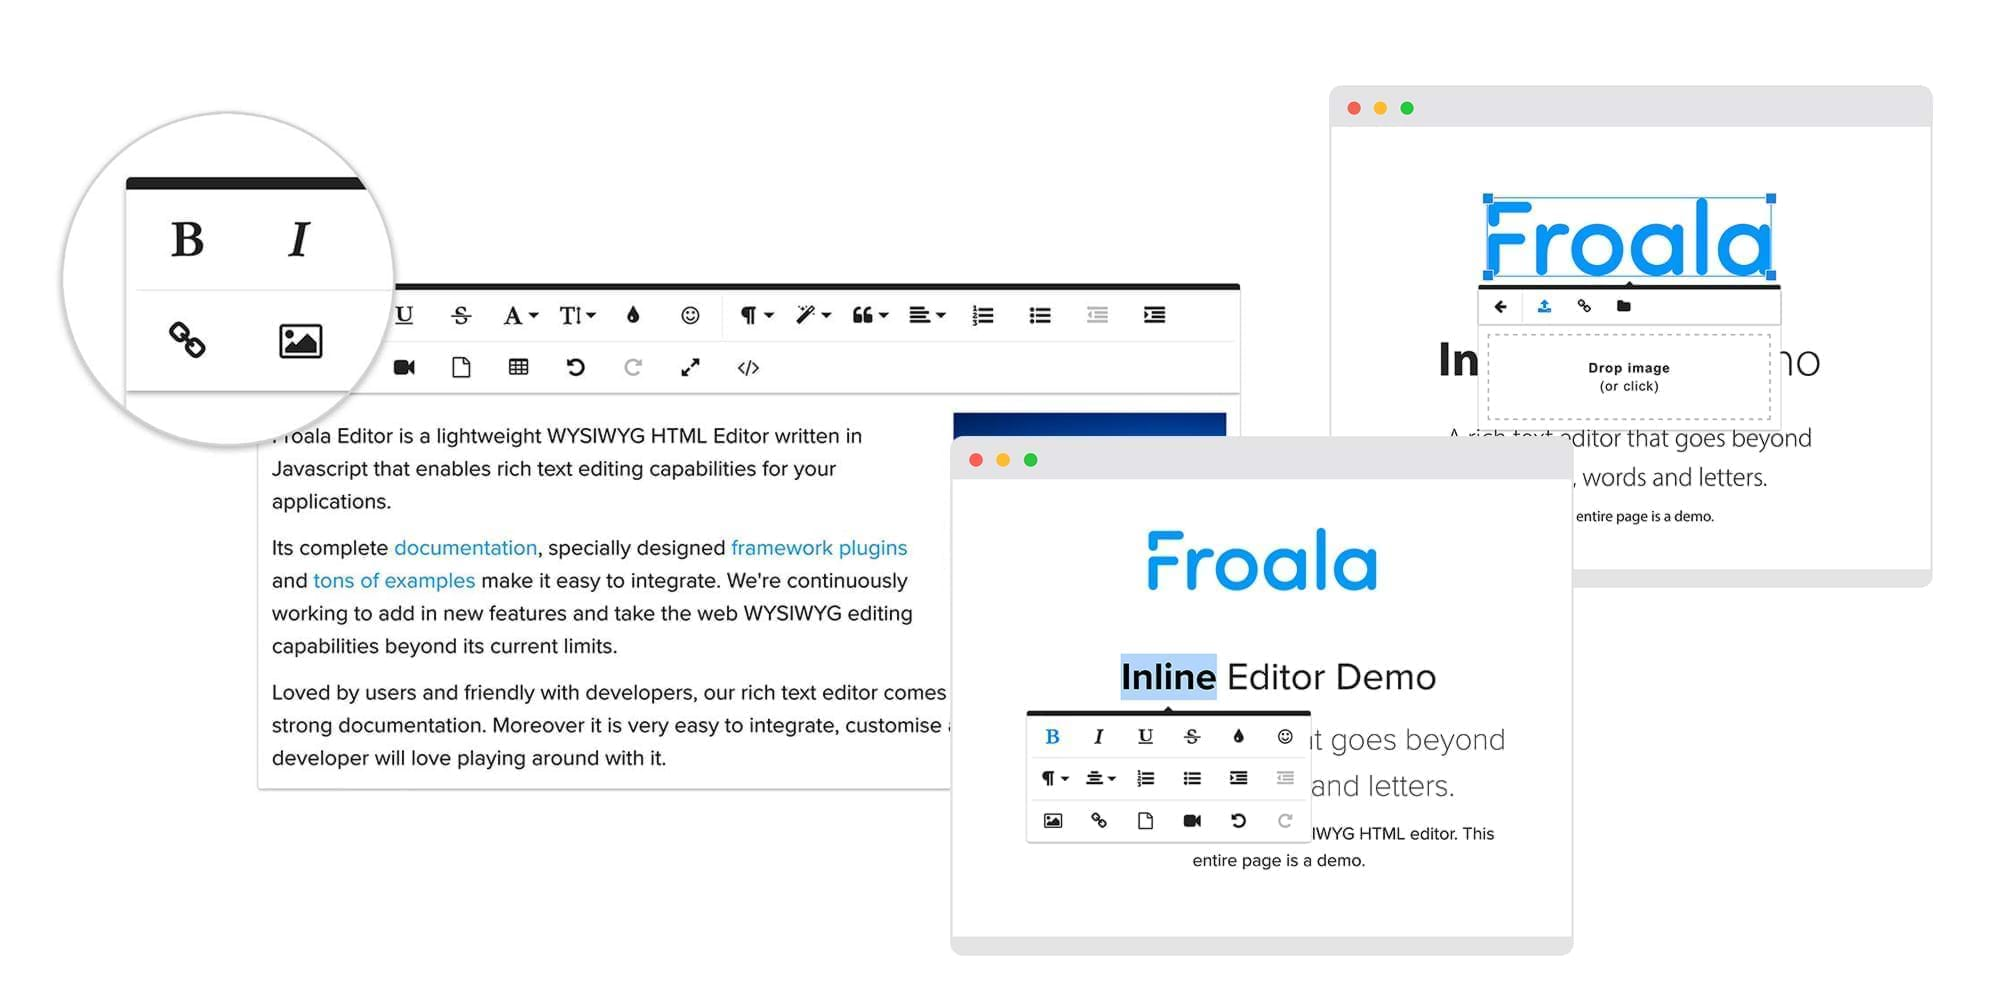 B I
U S A TI
Froala Editor is a lightweight WYSIWYG HTML Editor written in
Javascript that enables rich text editing capabilities for your
applications.
Its complete documentation, specially designed framework plugins
and tons of examples make it easy to integrate. We're continuously
working to add in new features and take the web WYSIWYG editing
capabilities beyond its current limits.
Loved by users and friendly with developers, our rich text editor comes
strong documentation. Moreover it is very easy to integrate, customise
developer will love playing around with it.
Froala
Drop image
(or click)
A rich text editor that goes beyond
, words and letters.
entire page is a demo.
Froala
Inline Editor Demo
B I U S
goes beyond
and letters.
HTML editor. This
entire page is a demo.